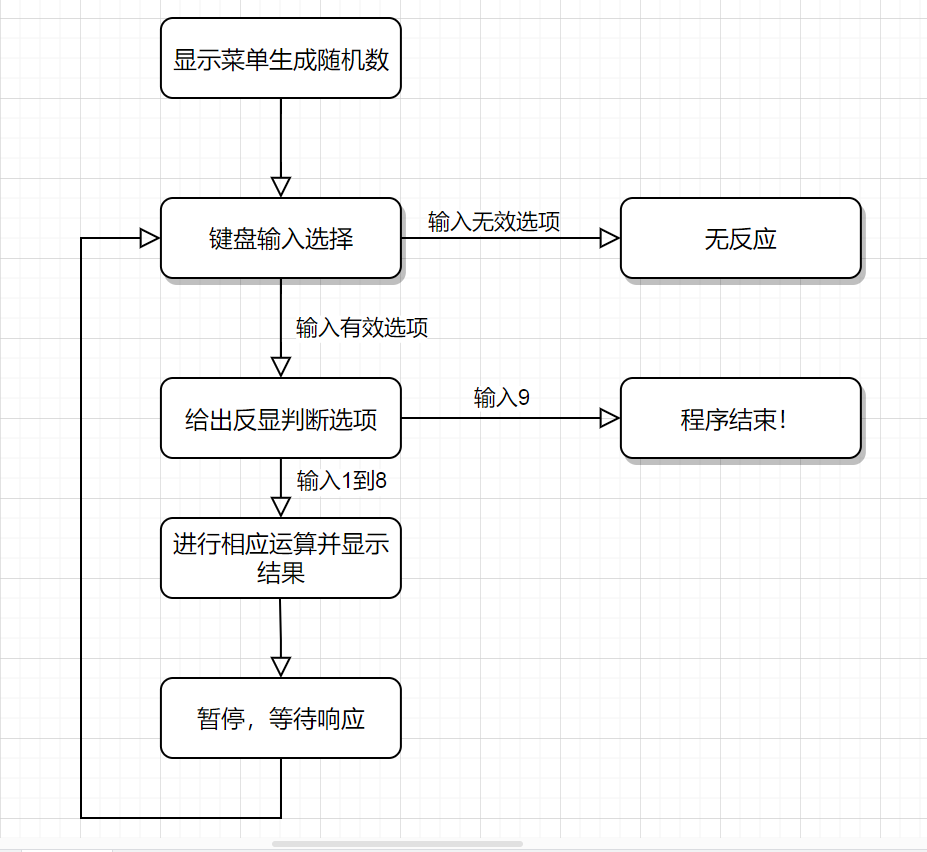 显示菜单生成随机数
输入无效选项
键盘输入选择
无反应
输入有效选项
输入9
给出反显判断选项
程序结束！
输入1到8
进行相应运算并显示
结果
暂停，等待响应